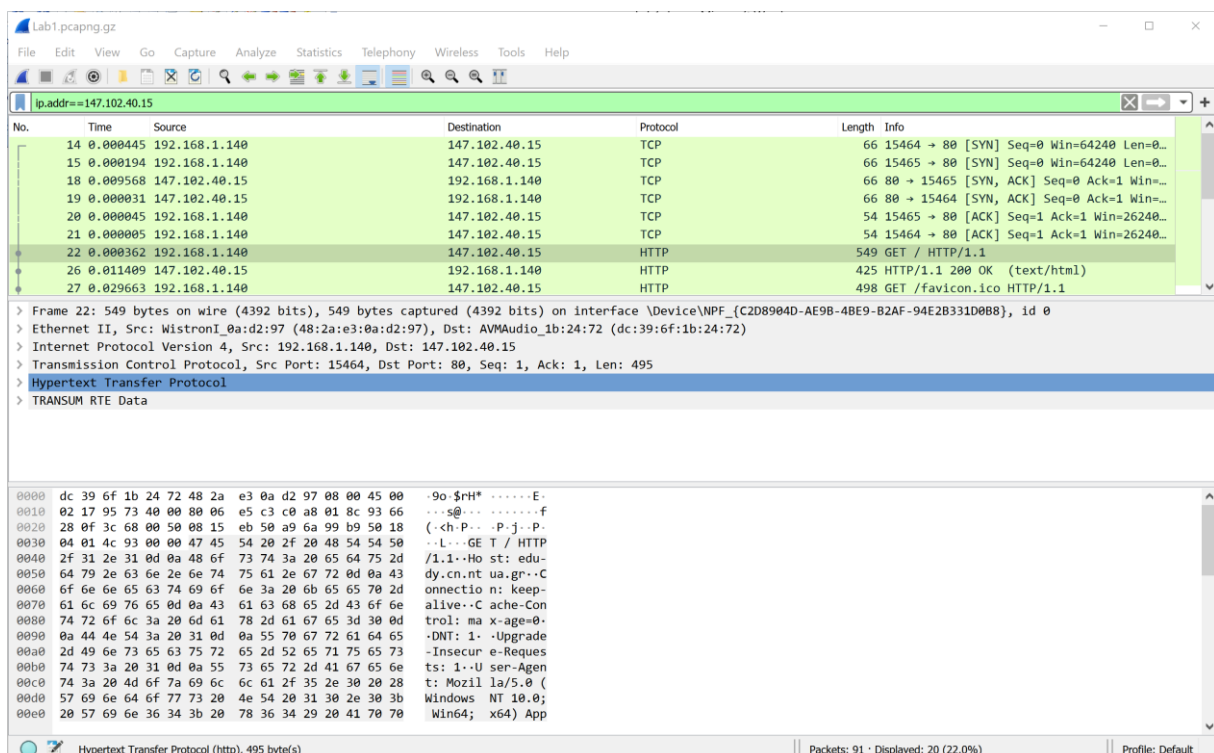 Lab1.pcapng.gz
File Edit View Go Capture Analyze Statistics Telephony Wireless Tools Help
ip.addr==147.102.40.15
No. Time Source Destination Protocol Length Info
14 0.000445 192.168.1.140 147.102.40.15 TCP 66 15464 → 80 [SYN] Seq=0 Win=64240 Len=0…
15 0.000194 192.168.1.140 147.102.40.15 TCP 66 15465 → 80 [SYN] Seq=0 Win=64240 Len=0…
18 0.009568 147.102.40.15 192.168.1.140 TCP 66 80 → 15465 [SYN, ACK] Seq=0 Ack=1 Win=…
19 0.000031 147.102.40.15 192.168.1.140 TCP 66 80 → 15464 [SYN, ACK] Seq=0 Ack=1 Win=…
20 0.000045 192.168.1.140 147.102.40.15 TCP 54 15465 → 80 [ACK] Seq=1 Ack=1 Win=26240…
21 0.000005 192.168.1.140 147.102.40.15 TCP 54 15464 → 80 [ACK] Seq=1 Ack=1 Win=26240…
22 0.000362 192.168.1.140 147.102.40.15 HTTP 549 GET / HTTP/1.1
26 0.011409 147.102.40.15 192.168.1.140 HTTP 425 HTTP/1.1 200 OK (text/html)
27 0.029663 192.168.1.140 147.102.40.15 HTTP 498 GET /favicon.ico HTTP/1.1
> Frame 22: 549 bytes on wire (4392 bits), 549 bytes captured (4392 bits) on interface \Device\NPF_{C2D8904D-AE9B-4BE9-B2AF-94E2B331D0B8}, id 0
> Ethernet II, Src: WistronI_0a:d2:97 (48:2a:e3:0a:d2:97), Dst: AVMAudio_1b:24:72 (dc:39:6f:1b:24:72)
> Internet Protocol Version 4, Src: 192.168.1.140, Dst: 147.102.40.15
> Transmission Control Protocol, Src Port: 15464, Dst Port: 80, Seq: 1, Ack: 1, Len: 495
> Hypertext Transfer Protocol
> TRANSUM RTE Data
0000 dc 39 6f 1b 24 72 48 2a e3 0a d2 97 08 00 45 00 ·9o·$rH* ······E·
0010 02 17 95 73 40 00 80 06 e5 c3 c0 a8 01 8c 93 66 ···s@··· ·······f
0020 28 0f 3c 68 00 50 08 15 eb 50 a9 6a 99 b9 50 18 (·<h·P·· ·P·j··P·
0030 04 01 4c 93 00 00 47 45 54 20 2f 20 48 54 54 50 ··L···GE T / HTTP
0040 2f 31 2e 31 0d 0a 48 6f 73 74 3a 20 65 64 75 2d /1.1··Ho st: edu-
0050 64 79 2e 63 6e 2e 6e 74 75 61 2e 67 72 0d 0a 43 dy.cn.nt ua.gr··C
0060 6f 6e 6e 65 63 74 69 6f 6e 3a 20 6b 65 65 70 2d onnectio n: keep-
0070 61 6c 69 76 65 0d 0a 43 61 63 68 65 2d 43 6f 6e alive··C ache-Con
0080 74 72 6f 6c 3a 20 6d 61 78 2d 61 67 65 3d 30 0d trol: ma x-age=0·
0090 0a 44 4e 54 3a 20 31 0d 0a 55 70 67 72 61 64 65 ·DNT: 1· ·Upgrade
00a0 2d 49 6e 73 65 63 75 72 65 2d 52 65 71 75 65 73 -Insecur e-Reques
00b0 74 73 3a 20 31 0d 0a 55 73 65 72 2d 41 67 65 6e ts: 1··U ser-Agen
00c0 74 3a 20 4d 6f 7a 69 6c 6c 61 2f 35 2e 30 20 28 t: Mozil la/5.0 (
00d0 57 69 6e 64 6f 77 73 20 4e 54 20 31 30 2e 30 3b Windows NT 10.0;
00e0 20 57 69 6e 36 34 3b 20 78 36 34 29 20 41 70 70 Win64; x64) App
Hypertext Transfer Protocol (http), 495 byte(s) Packets: 91 · Displayed: 20 (22.0%) Profile: Default